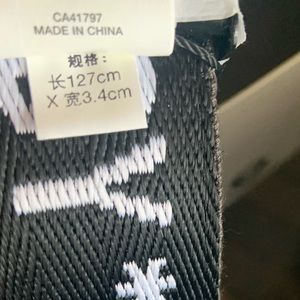 CA41797
MADE IN CHINA
规格:
长127cm
X 宽3.4cm